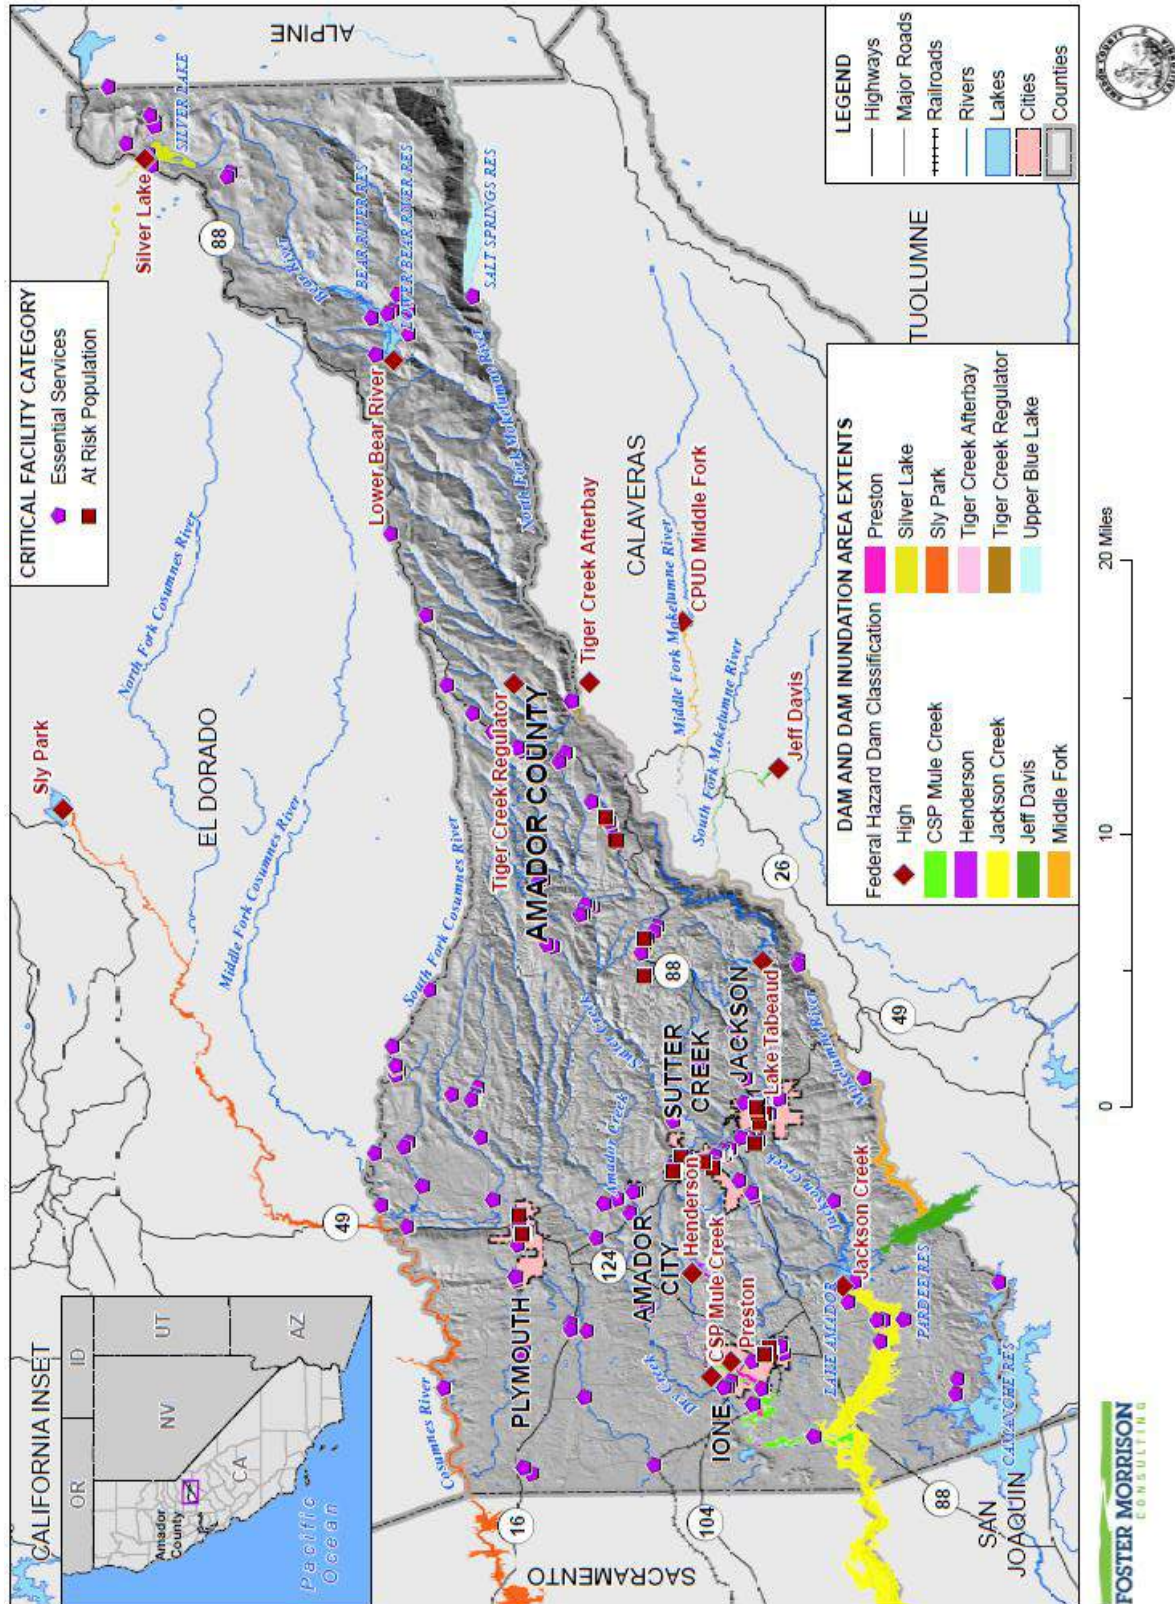 CALIFORNIA INSET
OR
ID
NV
UT
CA
AZ
Amador
County
Pacific
Ocean
CRITICAL FACILITY CATEGORY
Essential Services
At Risk Population
ALPINE
EL DORADO
SACRAMENTO
SAN
JOAQUIN
CALAVERAS
TUOLUMNE
AMADOR COUNTY
PLYMOUTH
AMADOR
CITY
SUTTER
CREEK
JACKSON
IONE
Sly Park
Silver Lake
Lower Bear River
Tiger Creek Regulator
Tiger Creek Afterbay
CPUD Middle Fork
Jeff Davis
Lake Tabeaud
Henderson
CSP Mule Creek
Preston
Jackson Creek
North Fork Cosumnes River
Middle Fork Cosumnes River
South Fork Cosumnes River
Cosumnes River
SILVER LAKE
Bear River
BEAR RIVER RES
LOWER BEAR RIVER RES
SALT SPRINGS RES
North Fork Mokelumne River
Middle Fork Mokelumne River
South Fork Mokelumne River
Mokelumne River
Sutter Creek
Amador Creek
Jackson Creek
Dry Creek
LAKE AMADOR
PARDEE RES
CAMANCHE RES
49
16
124
104
88
88
88
26
49
0
10
20 Miles
DAM AND DAM INUNDATION AREA EXTENTS
Federal Hazard Dam Classification
High
CSP Mule Creek
Henderson
Jackson Creek
Jeff Davis
Middle Fork
Preston
Silver Lake
Sly Park
Tiger Creek Afterbay
Tiger Creek Regulator
Upper Blue Lake
LEGEND
Highways
Major Roads
Railroads
Rivers
Lakes
Cities
Counties
FOSTER MORRISON
CONSULTING